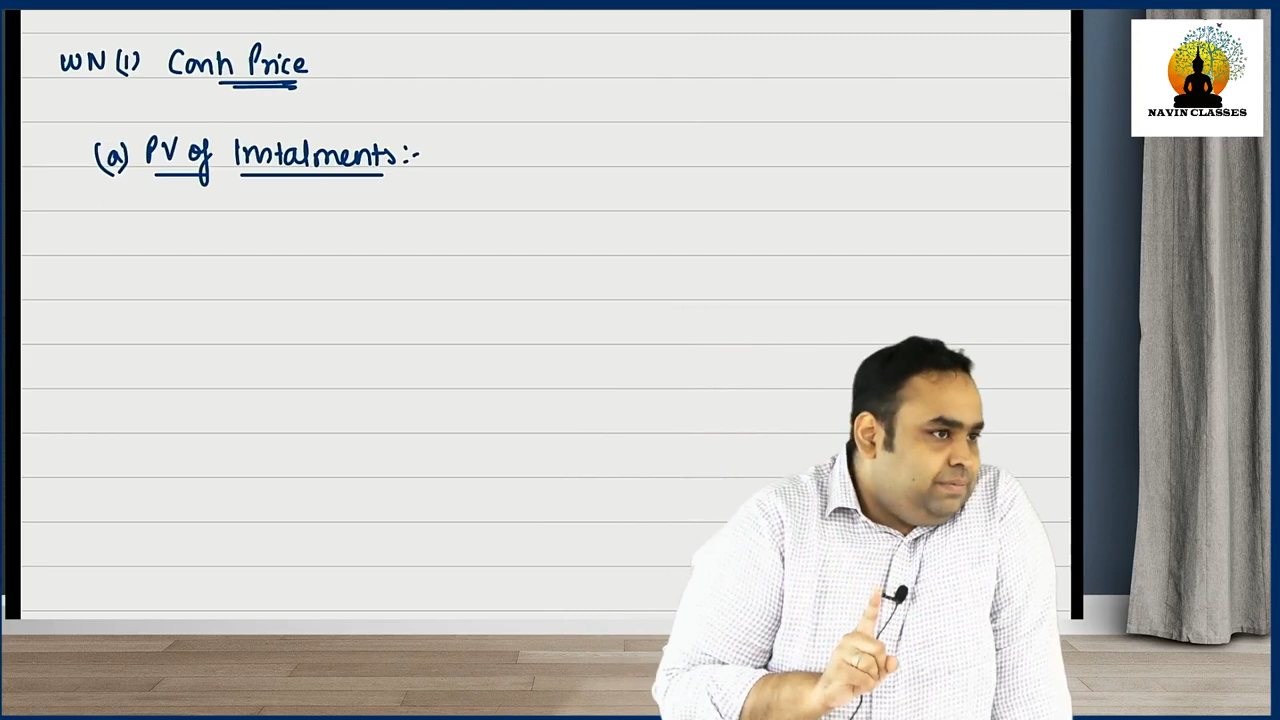 WN (1) Cash Price
(a) PV of Instalments:-
NAVIN CLASSES